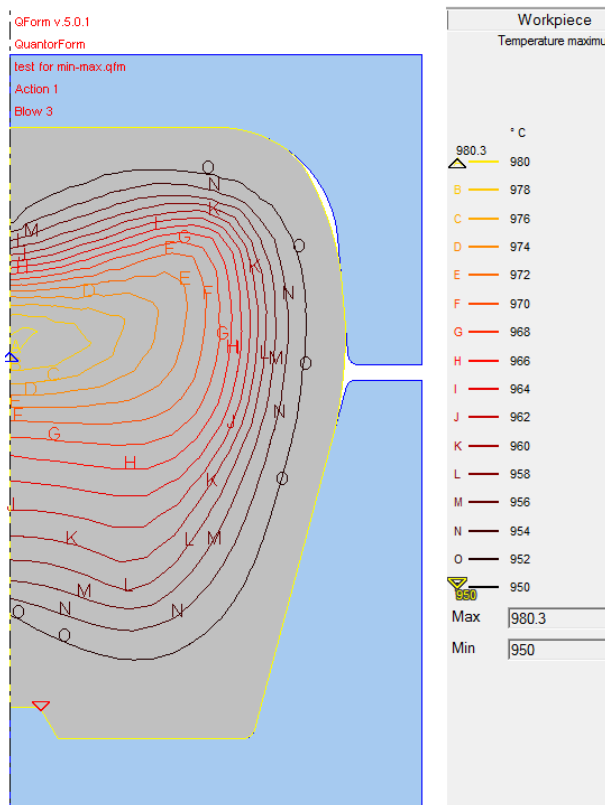 QForm v.5.0.1
QuantorForm
test for min-max.qfm
Action 1
Blow 3
Workpiece
Temperature maximu
° C
980.3
980
B 978
C 976
D 974
E 972
F 970
G 968
H 966
I 964
J 962
K 960
L 958
M 956
N 954
O 952
950
950
Max 980.3
Min 950
O
N
M
K
I
L
G
I
E
O
H
K
D
E
F
N
G
H
L
M
O
C
D
E
F
N
J
G
H
K
O
J
K
L
M
L
M
N
N
O
O